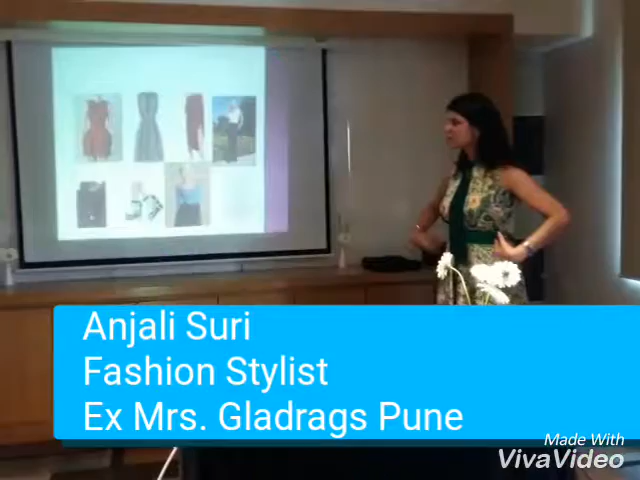 Anjali Suri
Fashion Stylist
Ex Mrs. Gladrags Pune
Made With
VivaVideo